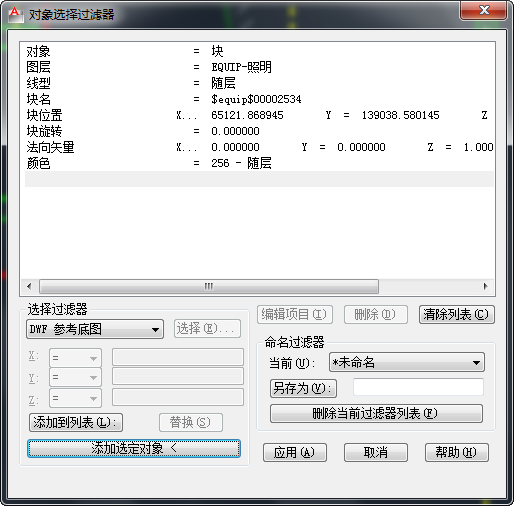 对象选择过滤器
对象 = 块
图层 = EQUIP-照明
线型 = 随层
块名 = $equip$00002534
块位置 X... 65121.868945 Y = 139038.580145 Z
块旋转 = 0.000000
法向矢量 X... 0.000000 Y = 0.000000 Z = 1.000
颜色 = 256 - 随层
选择过滤器
DWF 参考底图 选择(E)...
X: =
Y: =
Z: =
添加到列表(L): 替换(S)
添加选定对象 <
编辑项目(I) 删除(D) 清除列表(C)
命名过滤器
当前(U): *未命名
另存为(V):
删除当前过滤器列表(F)
应用(A) 取消 帮助(H)